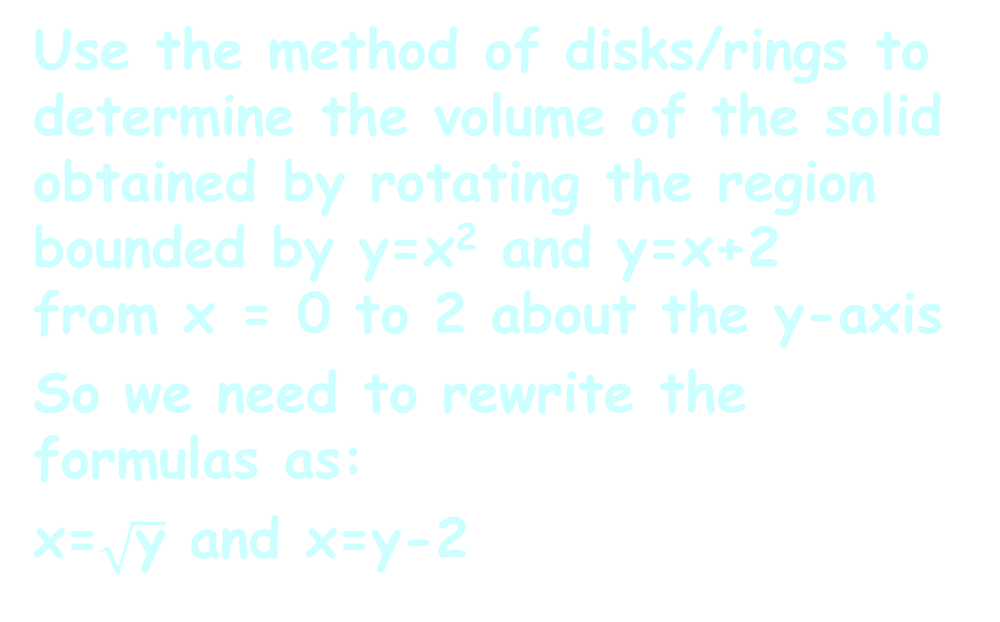 Use the method of disks/rings to
determine the volume of the solid
obtained by rotating the region
bounded by y=x² and y=x+2
from x = 0 to 2 about the y-axis
So we need to rewrite the
formulas as:
x=√y and x=y-2